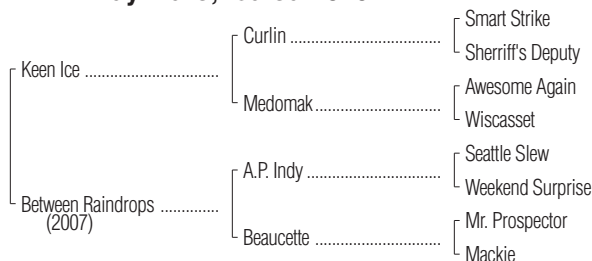 Smart Strike
Curlin ..........................................
Sherriff's Deputy
Keen Ice ......................................
Awesome Again
Medomak ...................................
Wiscasset
Seattle Slew
A.P. Indy .....................................
Weekend Surprise
Between Raindrops ................
(2007)
Mr. Prospector
Beaucette ...................................
Mackie